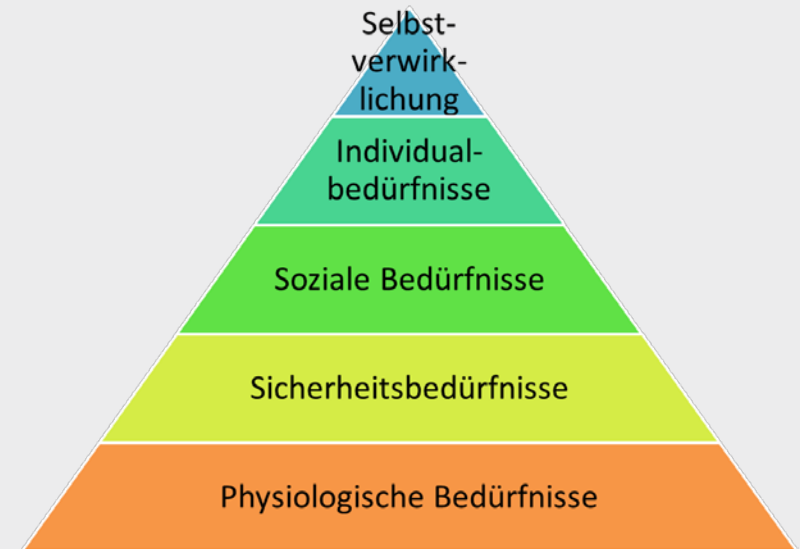 Selbst-
verwirk-
lichung
Individual-
bedürfnisse
Soziale Bedürfnisse
Sicherheitsbedürfnisse
Physiologische Bedürfnisse